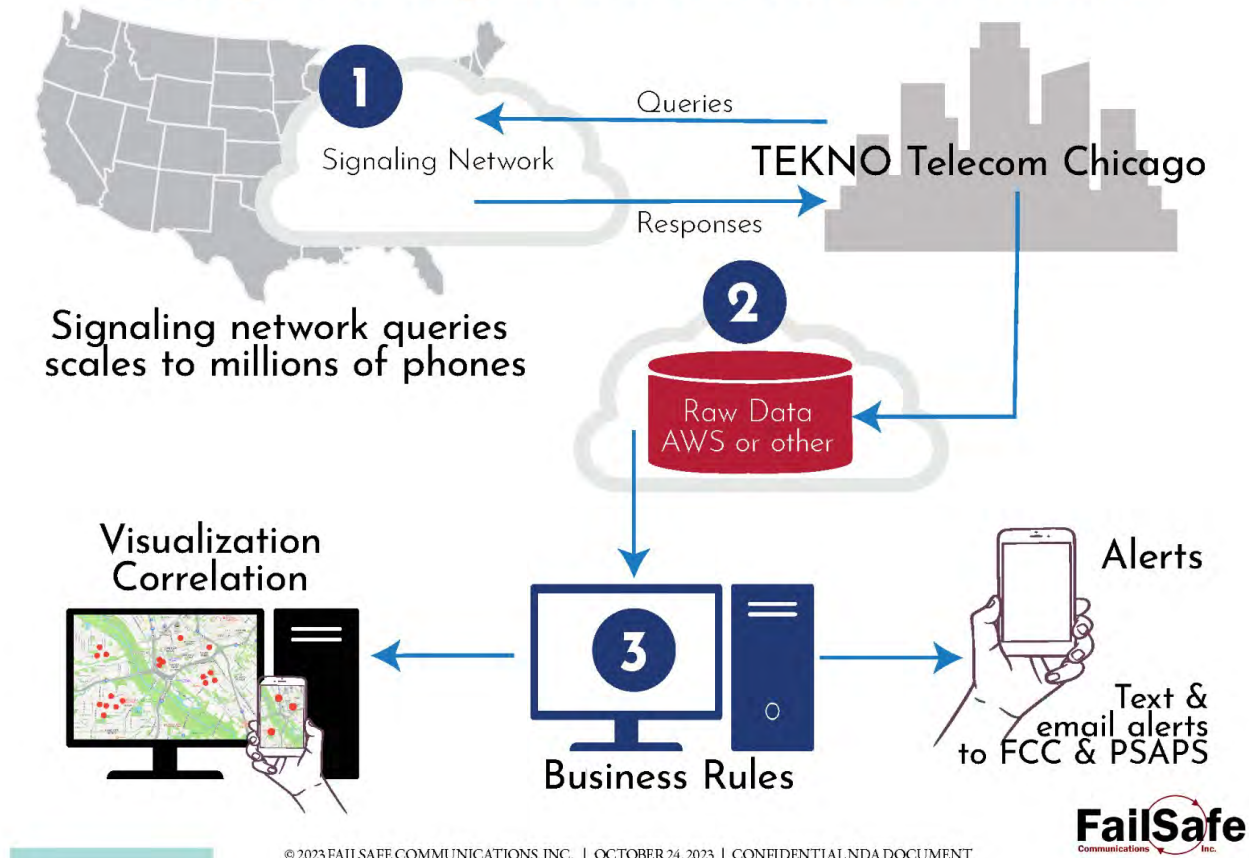 1
Queries
Signaling Network
TEKNO Telecom Chicago
Responses
Signaling network queries
scales to millions of phones
2
Raw Data
AWS or other
Visualization
Correlation
3
Business Rules
Alerts
Text &
email alerts
to FCC & PSAPS
FailSafe
Communications Inc.
© 2023 FAILSAFE COMMUNICATIONS, INC. | OCTOBER 24, 2023 | CONFIDENTIAL NDA DOCUMENT